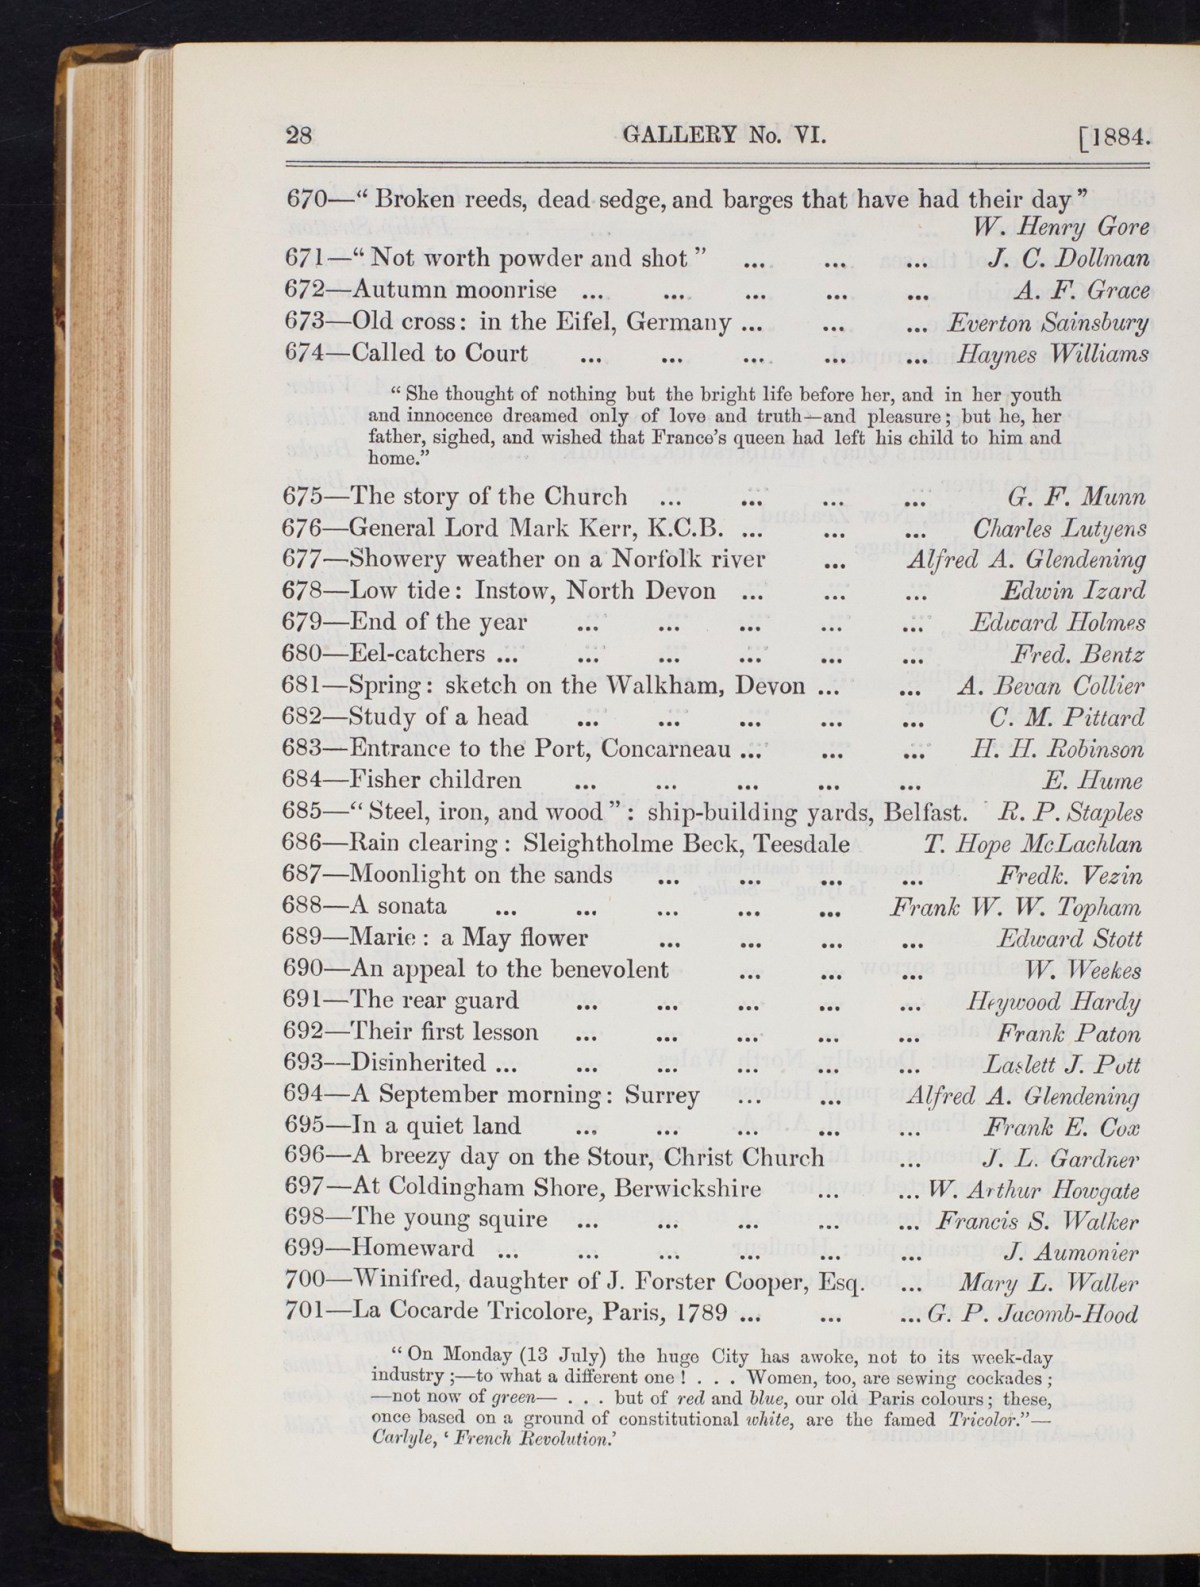 28 GALLERY No. VI. [1884.
670—“ Broken reeds, dead sedge, and barges that have had their day ”
W. Henry Gore
671—“ Not worth powder and shot ” ... ... ... J. C. Dollman
672—Autumn moonrise ... ... ... ... ... A. F. Grace
673—Old cross: in the Eifel, Germany ... ... ... Everton Sainsbury
674—Called to Court ... ... ... ... ... Haynes Williams
“ She thought of nothing but the bright life before her, and in her youth
and innocence dreamed only of love and truth—and pleasure; but he, her
father, sighed, and wished that France’s queen had left his child to him and
home.”
675—The story of the Church ... ... ... ... G. F. Munn
676—General Lord Mark Kerr, K.C.B. ... ... ... Charles Lutyens
677—Showery weather on a Norfolk river ... Alfred A. Glendening
678—Low tide: Instow, North Devon ... ... ... Edwin Izard
679—End of the year ... ... ... ... ... Edward Holmes
680—Eel-catchers ... ... ... ... ... ... Fred. Bentz
681—Spring: sketch on the Walkham, Devon ... ... A. Bevan Collier
682—Study of a head ... ... ... ... ... C. M. Pittard
683—Entrance to the Port, Concarneau ... ... ... H. H. Robinson
684—Fisher children ... ... ... ... ... E. Hume
685—“ Steel, iron, and wood ” : ship-building yards, Belfast. R. P. Staples
686—Rain clearing : Sleightholme Beck, Teesdale T. Hope McLachlan
687—Moonlight on the sands ... ... ... ... Fredk. Vezin
688—A sonata ... ... ... ... ... Frank W. W. Topham
689—Marie : a May flower ... ... ... ... Edward Stott
690—An appeal to the benevolent ... ... ... W. Weekes
691—The rear guard ... ... ... ... ... Heywood Hardy
692—Their first lesson ... ... ... ... ... Frank Paton
693—Disinherited ... ... ... ... ... ... Laslett J. Pott
694—A September morning: Surrey ... ... Alfred A. Glendening
695—In a quiet land ... ... ... ... ... Frank E. Cox
696—A breezy day on the Stour, Christ Church ... J. L. Gardner
697—At Coldingham Shore, Berwickshire ... ... W. Arthur Howgate
698—The young squire ... ... ... ... ... Francis S. Walker
699—Homeward ... ... ... ... ... ... J. Aumonier
700—Winifred, daughter of J. Forster Cooper, Esq. ... Mary L. Waller
701—La Cocarde Tricolore, Paris, 1789 ... ... ... G. P. Jacomb-Hood
“ On Monday (13 July) the huge City has awoke, not to its week-day
industry ;—to what a different one ! . . . Women, too, are sewing cockades ;
—not now of green— . . . but of red and blue, our old Paris colours; these,
once based on a ground of constitutional white, are the famed Tricolor.”—
Carlyle, ‘ French Revolution.’